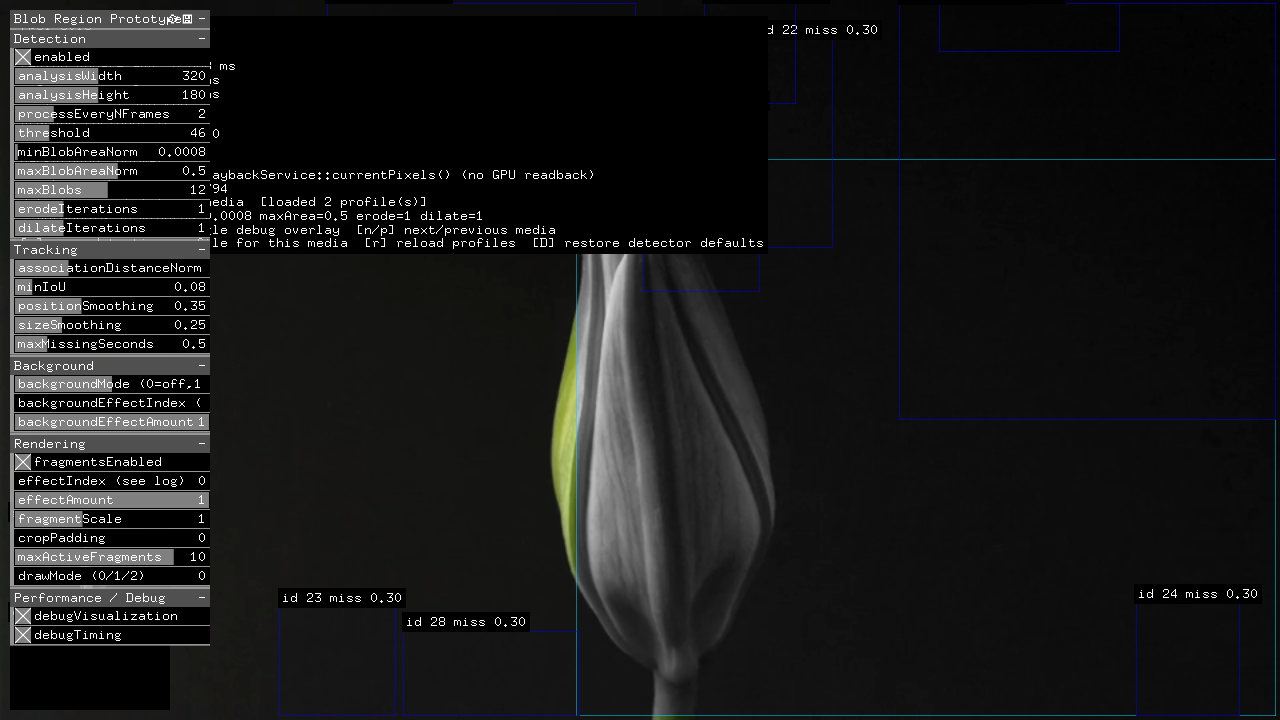 Blob Region Prototype
Detection
enabled
analysisWidth 320
analysisHeight 180
processEveryNFrames 2
threshold 46
minBlobAreaNorm 0.0008
maxBlobAreaNorm 0.5
maxBlobs 12
erodeIterations 1
dilateIterations 1
Tracking
associationDistanceNorm
minIoU 0.08
positionSmoothing 0.35
sizeSmoothing 0.25
maxMissingSeconds 0.5
Background
backgroundMode (0=off,1
backgroundEffectIndex (
backgroundEffectAmount 1
Rendering
fragmentsEnabled
effectIndex (see log) 0
effectAmount 1
fragmentScale 1
cropPadding 0
maxActiveFragments 10
drawMode (0/1/2) 0
Performance / Debug
debugVisualization
debugTiming
ms
s
s
0
aybackService::currentPixels() (no GPU readback)
94
edia [loaded 2 profile(s)]
.0008 maxArea=0.5 erode=1 dilate=1
le debug overlay [n/p] next/previous media
le for this media [r] reload profiles [D] restore detector defaults
d 22 miss 0.30
id 23 miss 0.30
id 28 miss 0.30
id 24 miss 0.30